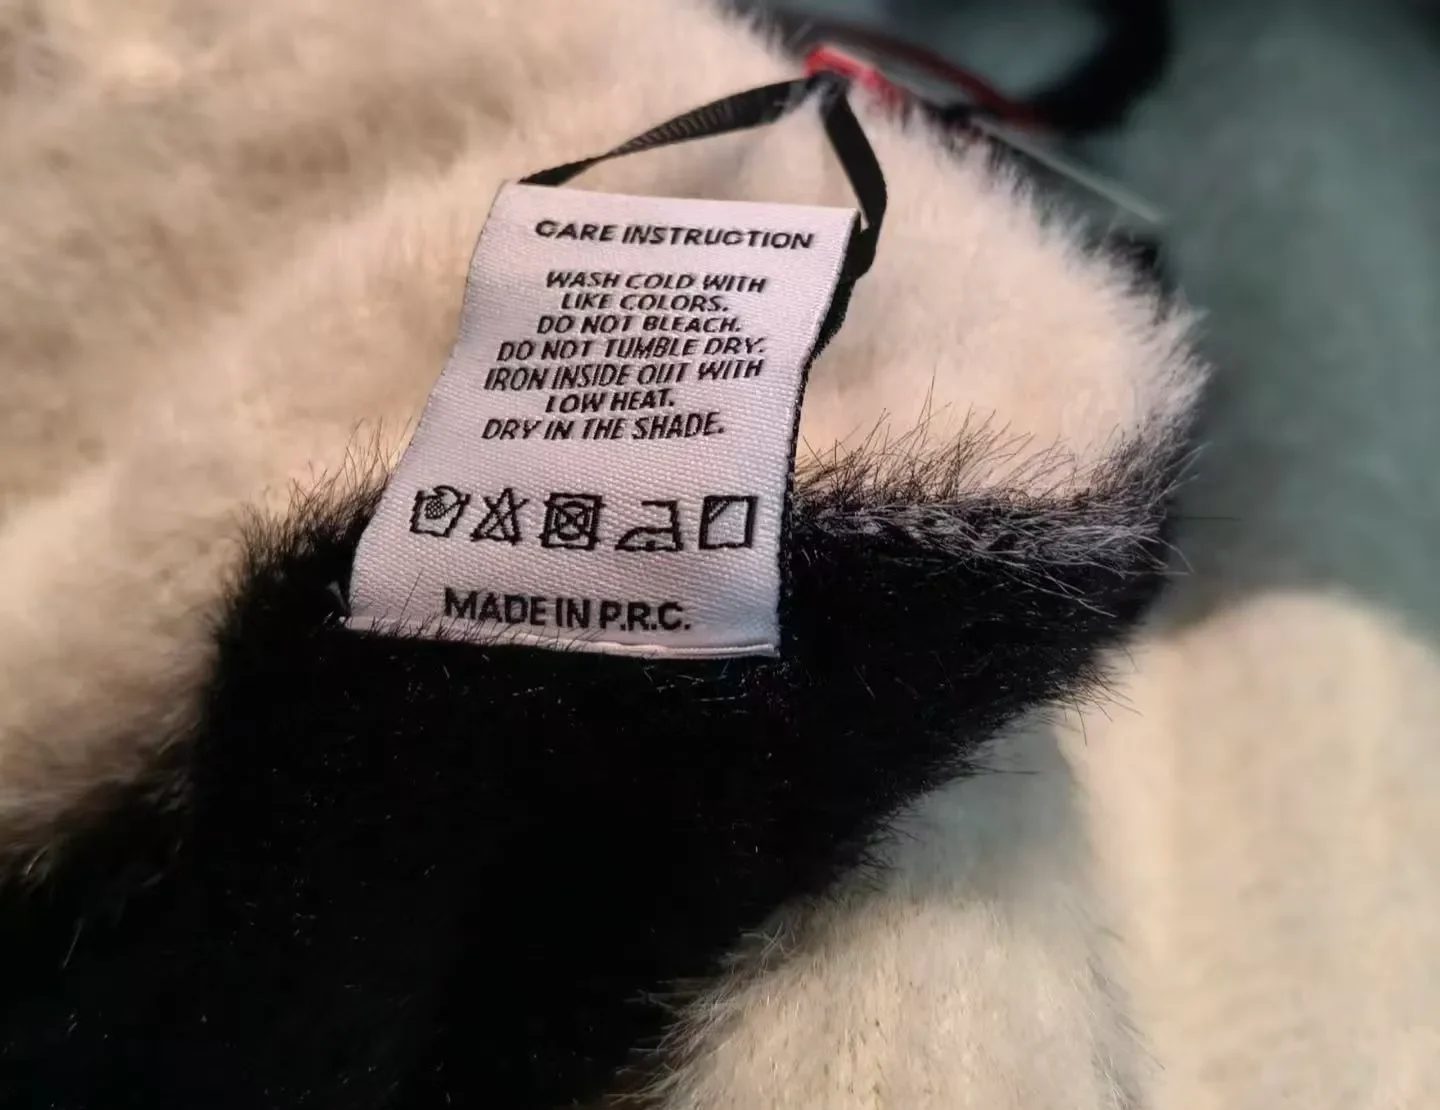 CARE INSTRUCTION
WASH COLD WITH
LIKE COLORS.
DO NOT BLEACH.
DO NOT TUMBLE DRY.
IRON INSIDE OUT WITH
LOW HEAT.
DRY IN THE SHADE.
MADE IN P.R.C.